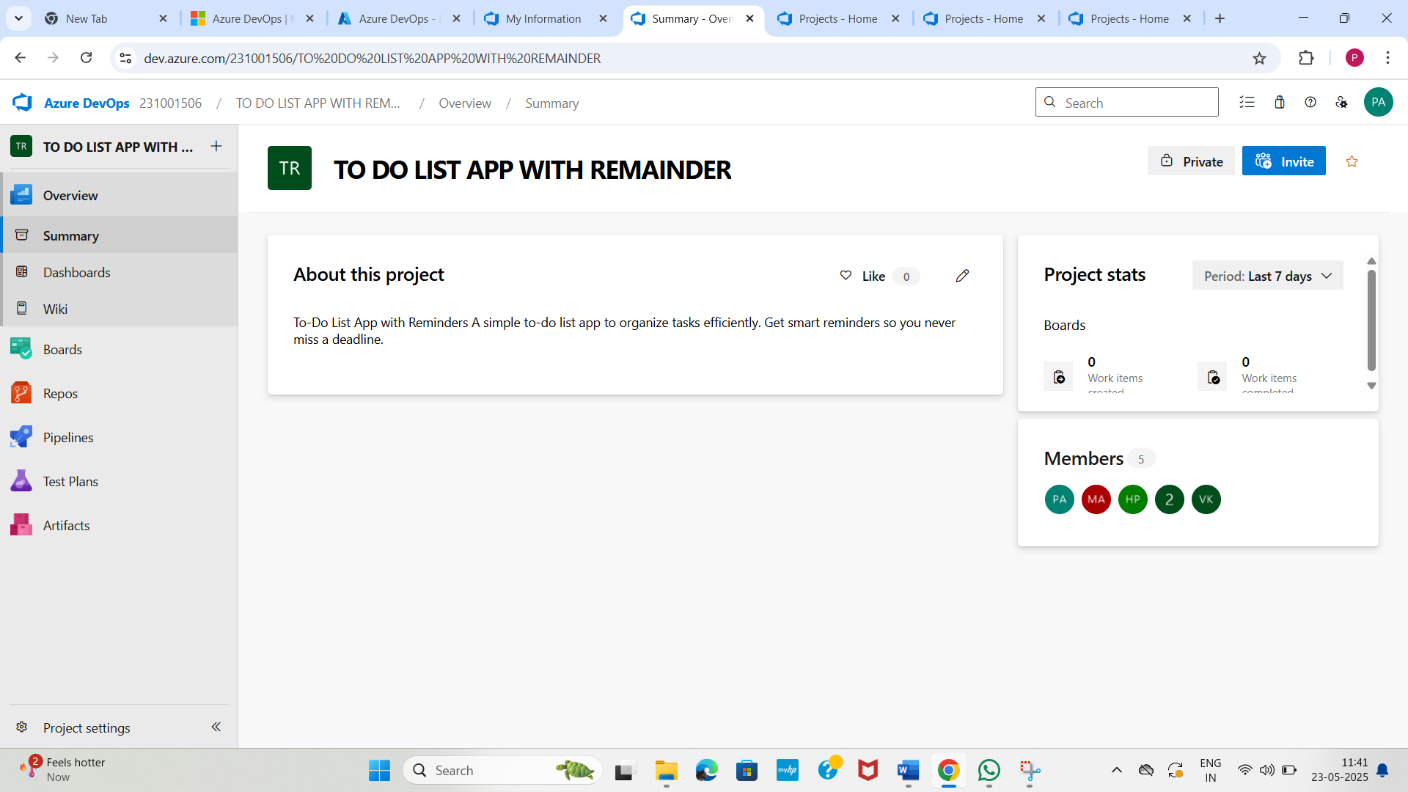 New Tab
Azure DevOps |
Azure DevOps -
My Information
Summary - Over
Projects - Home
Projects - Home
Projects - Home
dev.azure.com/231001506/TO%20DO%20LIST%20APP%20WITH%20REMAINDER
P
Azure DevOps 231001506 / TO DO LIST APP WITH REM... / Overview / Summary
Search
PA
TR TO DO LIST APP WITH ...
Overview
Summary
Dashboards
Wiki
Boards
Repos
Pipelines
Test Plans
Artifacts
Project settings
TR TO DO LIST APP WITH REMAINDER
Private
Invite
About this project
Like 0
To-Do List App with Reminders A simple to-do list app to organize tasks efficiently. Get smart reminders so you never
miss a deadline.
Project stats
Period: Last 7 days
Boards
0
Work items
created
0
Work items
completed
Members 5
PA MA HP 2 VK
2
Feels hotter
Now
Search
myhp
ENG
IN
11:41
23-05-2025